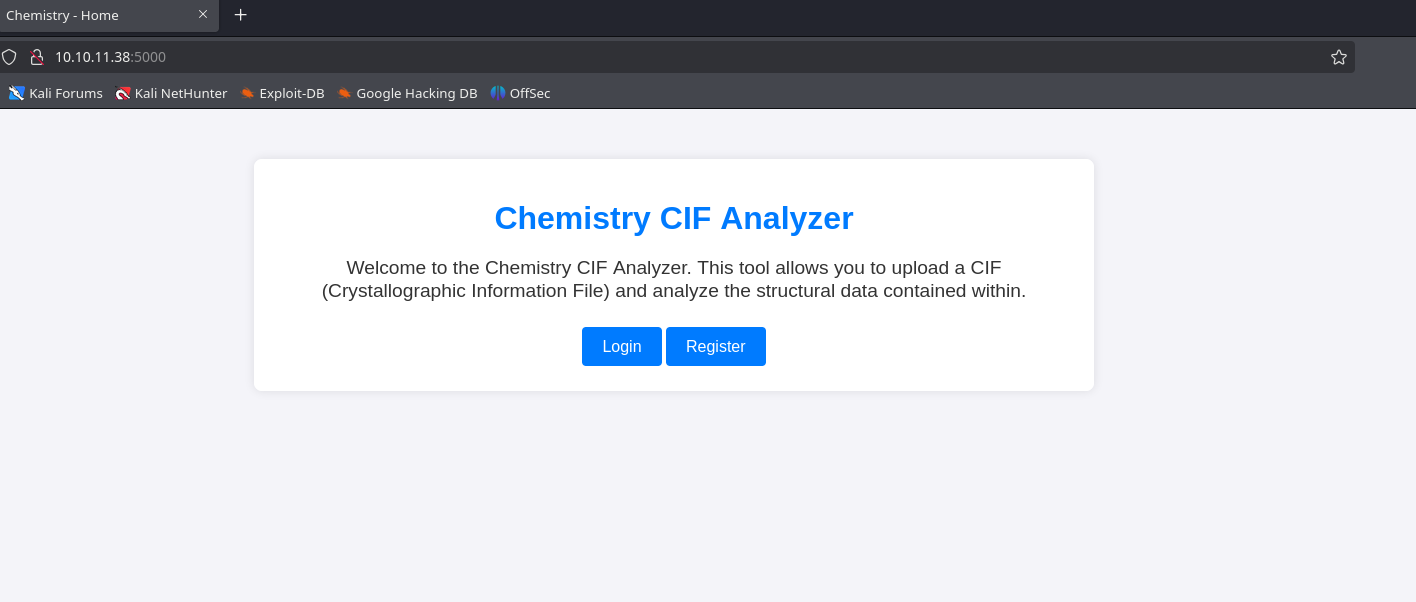 Chemistry - Home
10.10.11.38:5000
Kali Forums Kali NetHunter Exploit-DB Google Hacking DB OffSec
Chemistry CIF Analyzer
Welcome to the Chemistry CIF Analyzer. This tool allows you to upload a CIF
(Crystallographic Information File) and analyze the structural data contained within.
Login Register